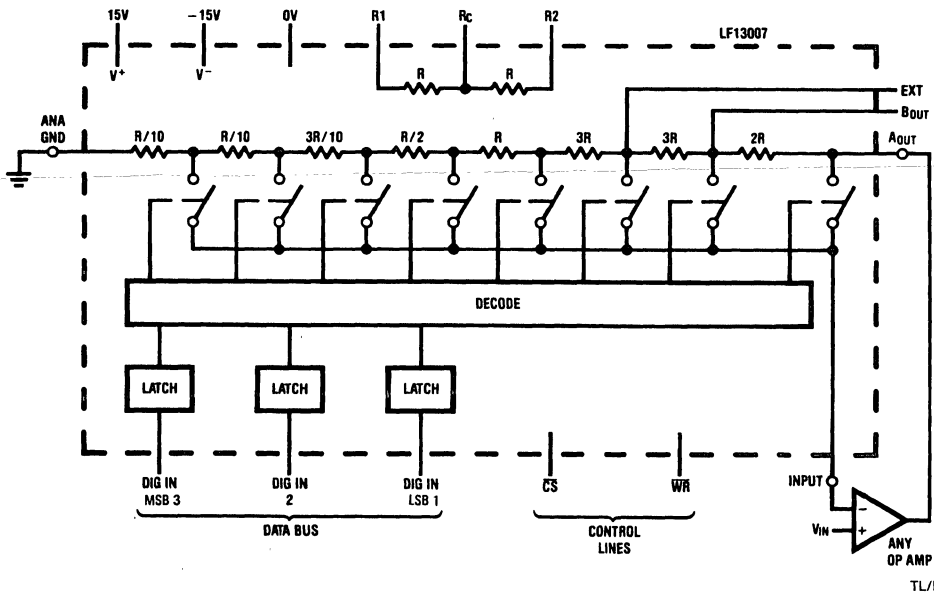 15V
−15V
0V
R1
RC
R2
LF13007
V+
V−
R
R
EXT
BOUT
ANA
GND
R/10
R/10
3R/10
R/2
R
3R
3R
2R
AOUT
DECODE
LATCH
LATCH
LATCH
DIG IN
MSB 3
DIG IN
2
DIG IN
LSB 1
CS
WR
INPUT
DATA BUS
CONTROL
LINES
VIN
−
+
ANY
OP AMP
TL/